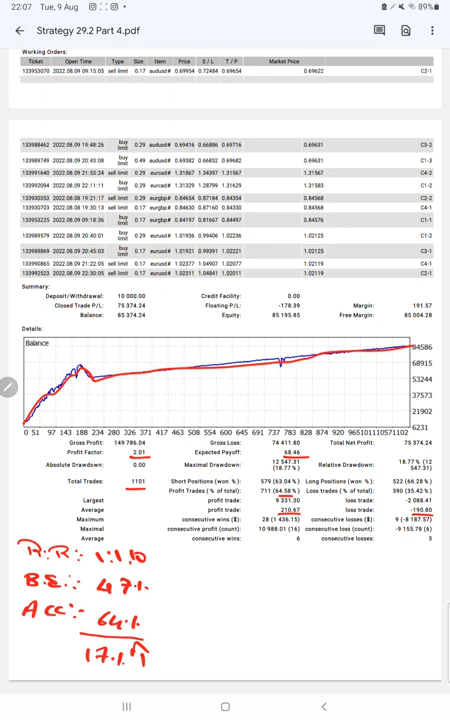 22:07 Tue, 9 Aug 89%
Strategy 29.2 Part 4.pdf
Working Orders:
Ticket Open Time Type Size Item Price S / L T / P Market Price
133953070 2022.08.09 09:15:05 sell limit 0.17 audusd# 0.69954 0.72484 0.69654 0.69622 C2-1
133988462 2022.08.09 19:48:26 buy limit 0.29 audusd# 0.69416 0.66886 0.69716 0.69631 C3-2
133989749 2022.08.09 20:43:08 buy limit 0.49 audusd# 0.69382 0.66852 0.69682 0.69631 C1-3
133991640 2022.08.09 21:53:24 sell limit 0.29 eurcad# 1.31867 1.34397 1.31567 1.31567 C4-2
133992094 2022.08.09 22:11:11 buy limit 0.29 eurcad# 1.31329 1.28799 1.31629 1.31583 C1-2
133930353 2022.08.08 19:21:17 sell limit 0.29 eurgbp# 0.84654 0.87184 0.84354 0.84568 C2-2
133930703 2022.08.08 19:30:13 sell limit 0.17 eurgbp# 0.84630 0.87160 0.84330 0.84568 C4-1
133953225 2022.08.09 09:18:36 buy limit 0.17 eurgbp# 0.84197 0.81667 0.84497 0.84576 C1-1
133989579 2022.08.09 20:40:01 buy limit 0.29 eurusd# 1.01936 0.99406 1.02236 1.02125 C1-2
133989869 2022.08.09 20:45:03 buy limit 0.17 eurusd# 1.01921 0.99391 1.02221 1.02125 C3-1
133990865 2022.08.09 21:22:05 sell limit 0.17 eurusd# 1.02377 1.04907 1.02077 1.02119 C4-1
133992523 2022.08.09 22:30:05 sell limit 0.17 eurusd# 1.02311 1.04841 1.02011 1.02119 C2-1
Summary:
Deposit/Withdrawal: 10 000.00 Credit Facility: 0.00
Closed Trade P/L: 75 374.24 Floating P/L: -178.39 Margin: 191.57
Balance: 85 374.24 Equity: 85 195.85 Free Margin: 85 004.28
Details:
Balance
84586
68915
53244
37573
21902
6231
0 51 97 143 188 234 280 326 371 417 463 508 554 600 645 691 737 783 828 874 920 965 1011 1057 1102
Gross Profit: 149 786.04 Gross Loss: 74 411.80 Total Net Profit: 75 374.24
Profit Factor: 2.01 Expected Payoff: 68.46
Absolute Drawdown: 0.00 Maximal Drawdown: 12 547.31 (18.77%) Relative Drawdown: 18.77% (12 547.31)
Total Trades: 1101 Short Positions (won %): 579 (63.04%) Long Positions (won %): 522 (66.28%)
Profit Trades (% of total): 711 (64.58%) Loss trades (% of total): 390 (35.42%)
Largest profit trade: 9 331.30 loss trade: -2 088.41
Average profit trade: 210.67 loss trade: -190.80
Maximum consecutive wins ($): 28 (1 436.15) consecutive losses ($): 9 (-8 187.57)
Maximal consecutive profit (count): 10 988.01 (16) consecutive loss (count): -9 155.78 (6)
Average consecutive wins: 6 consecutive losses: 3
R:R: 1:1.10
B.E:: 47%
Acc:- 64%
17%